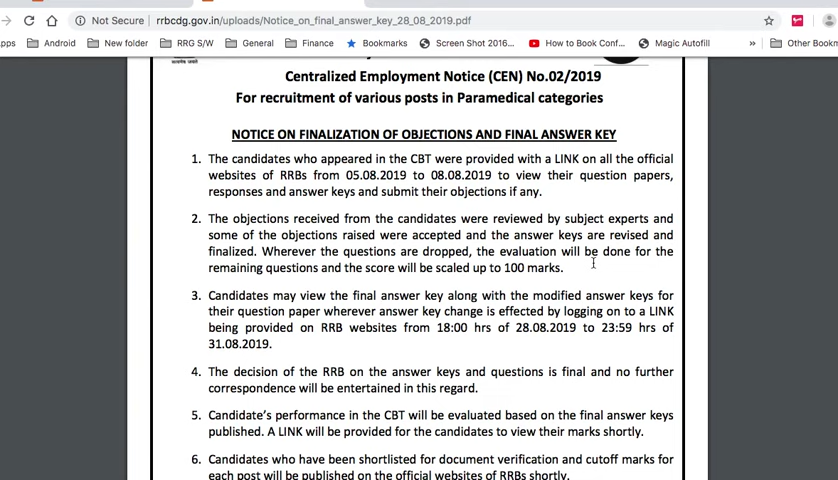 Not Secure | rrbcdg.gov.in/uploads/Notice_on_final_answer_key_28_08_2019.pdf
Android New folder RRG S/W General Finance Bookmarks Screen Shot 2016... How to Book Conf... Magic Autofill » Other Book
Centralized Employment Notice (CEN) No.02/2019
For recruitment of various posts in Paramedical categories
NOTICE ON FINALIZATION OF OBJECTIONS AND FINAL ANSWER KEY
1. The candidates who appeared in the CBT were provided with a LINK on all the official
websites of RRBs from 05.08.2019 to 08.08.2019 to view their question papers,
responses and answer keys and submit their objections if any.
2. The objections received from the candidates were reviewed by subject experts and
some of the objections raised were accepted and the answer keys are revised and
finalized. Wherever the questions are dropped, the evaluation will be done for the
remaining questions and the score will be scaled up to 100 marks.
3. Candidates may view the final answer key along with the modified answer keys for
their question paper wherever answer key change is effected by logging on to a LINK
being provided on RRB websites from 18:00 hrs of 28.08.2019 to 23:59 hrs of
31.08.2019.
4. The decision of the RRB on the answer keys and questions is final and no further
correspondence will be entertained in this regard.
5. Candidate's performance in the CBT will be evaluated based on the final answer keys
published. A LINK will be provided for the candidates to view their marks shortly.
6. Candidates who have been shortlisted for document verification and cutoff marks for
each post will be published on the official websites of RRBs shortly.